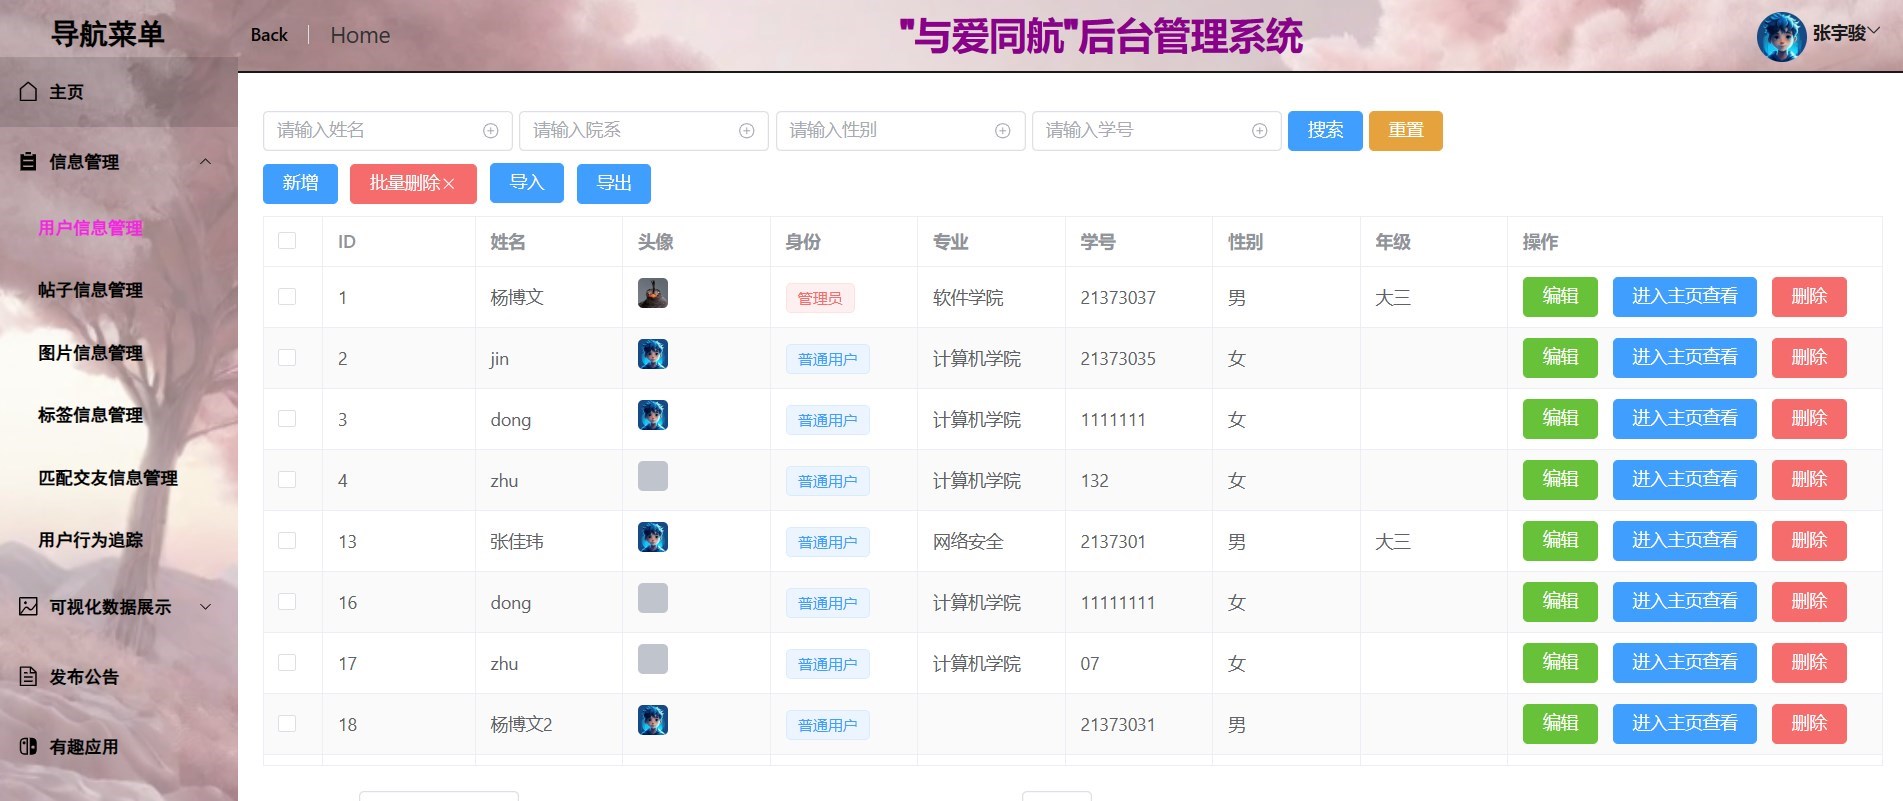 导航菜单
Back Home
"与爱同航"后台管理系统
张宇骏
主页
信息管理
用户信息管理
帖子信息管理
图片信息管理
标签信息管理
匹配交友信息管理
用户行为追踪
可视化数据展示
发布公告
有趣应用
请输入姓名 请输入院系 请输入性别 请输入学号 搜索 重置
新增 批量删除× 导入 导出
ID 姓名 头像 身份 专业 学号 性别 年级 操作
1 杨博文 管理员 软件学院 21373037 男 大三 编辑 进入主页查看 删除
2 jin 普通用户 计算机学院 21373035 女 编辑 进入主页查看 删除
3 dong 普通用户 计算机学院 1111111 女 编辑 进入主页查看 删除
4 zhu 普通用户 计算机学院 132 女 编辑 进入主页查看 删除
13 张佳玮 普通用户 网络安全 2137301 男 大三 编辑 进入主页查看 删除
16 dong 普通用户 计算机学院 11111111 女 编辑 进入主页查看 删除
17 zhu 普通用户 计算机学院 07 女 编辑 进入主页查看 删除
18 杨博文2 普通用户 21373031 男 编辑 进入主页查看 删除